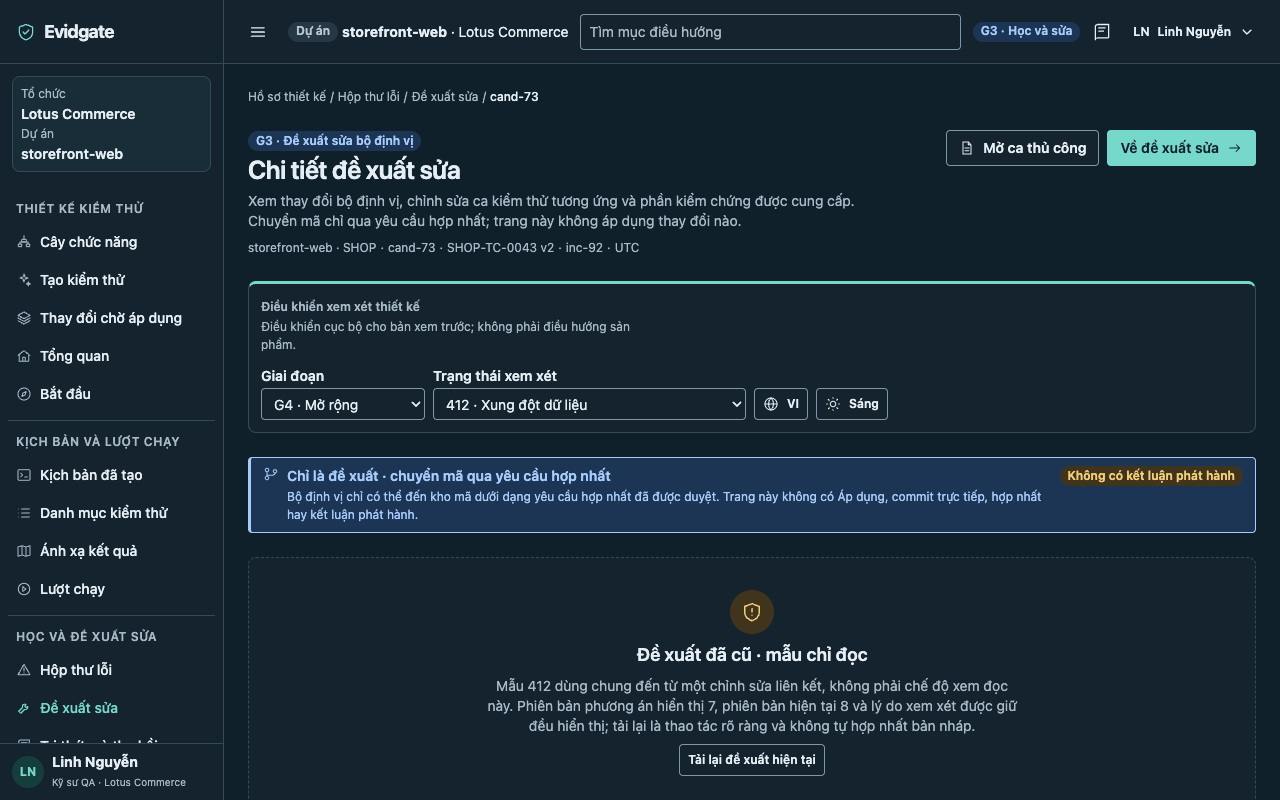 Evidgate
Dự án storefront-web · Lotus Commerce
Tìm mục điều hướng
G3 · Học và sửa
LN Linh Nguyễn
Tổ chức
Lotus Commerce
Dự án
storefront-web
THIẾT KẾ KIỂM THỬ
Cây chức năng
Tạo kiểm thử
Thay đổi chờ áp dụng
Tổng quan
Bắt đầu
KỊCH BẢN VÀ LƯỢT CHẠY
Kịch bản đã tạo
Danh mục kiểm thử
Ánh xạ kết quả
Lượt chạy
HỌC VÀ ĐỀ XUẤT SỬA
Hộp thư lỗi
Đề xuất sửa
LN
Linh Nguyễn
Kỹ sư QA · Lotus Commerce
Hồ sơ thiết kế / Hộp thư lỗi / Đề xuất sửa / cand-73
G3 · Đề xuất sửa bộ định vị
Chi tiết đề xuất sửa
Mở ca thủ công
Về đề xuất sửa
Xem thay đổi bộ định vị, chỉnh sửa ca kiểm thử tương ứng và phần kiểm chứng được cung cấp.
Chuyển mã chỉ qua yêu cầu hợp nhất; trang này không áp dụng thay đổi nào.
storefront-web · SHOP · cand-73 · SHOP-TC-0043 v2 · inc-92 · UTC
Điều khiển xem xét thiết kế
Điều khiển cục bộ cho bản xem trước; không phải điều hướng sản
phẩm.
Giai đoạn
Trạng thái xem xét
G4 · Mở rộng
412 · Xung đột dữ liệu
VI
Sáng
Chỉ là đề xuất · chuyển mã qua yêu cầu hợp nhất
Không có kết luận phát hành
Bộ định vị chỉ có thể đến kho mã dưới dạng yêu cầu hợp nhất đã được duyệt. Trang này không có Áp dụng, commit trực tiếp, hợp nhất
hay kết luận phát hành.
Đề xuất đã cũ · mẫu chỉ đọc
Mẫu 412 dùng chung đến từ một chỉnh sửa liên kết, không phải chế độ xem đọc
này. Phiên bản phương án hiển thị 7, phiên bản hiện tại 8 và lý do xem xét được giữ
đều hiển thị; tải lại là thao tác rõ ràng và không tự hợp nhất bản nháp.
Tải lại đề xuất hiện tại